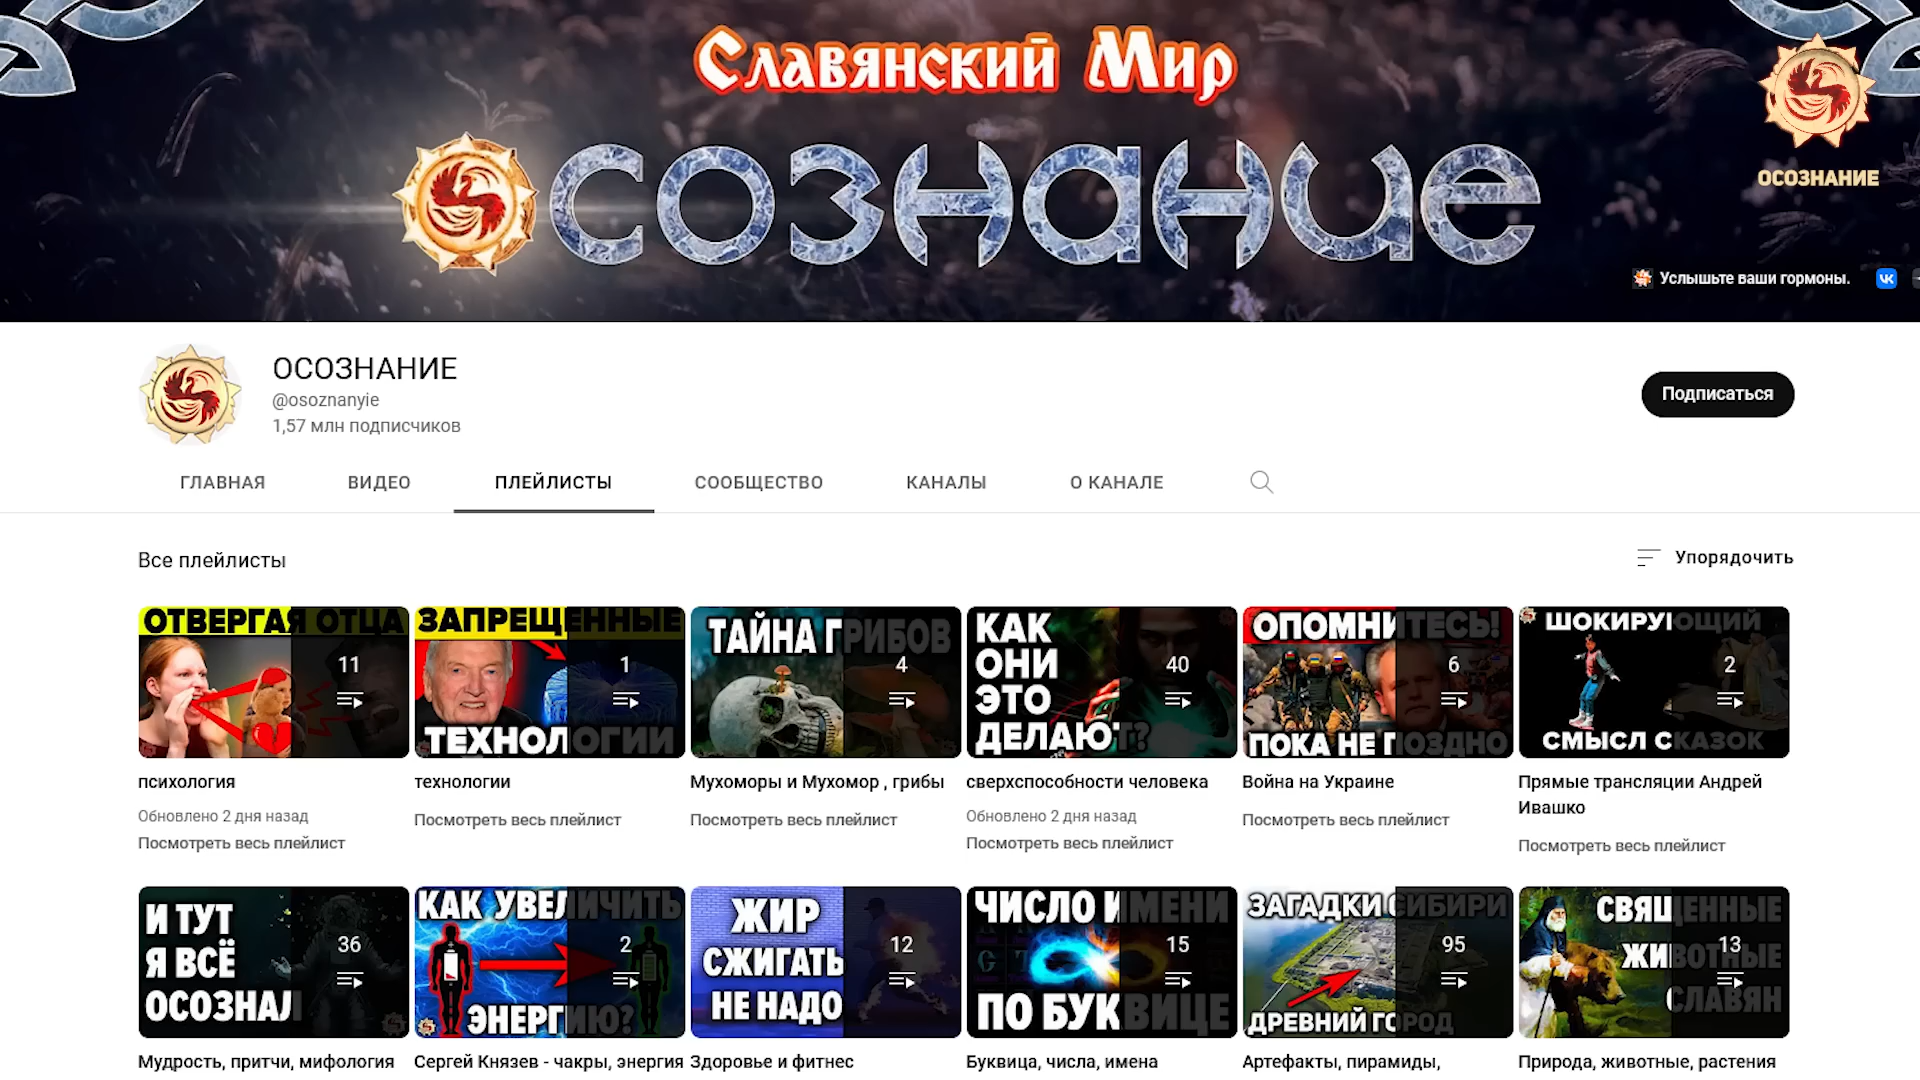 Славянский Мир
Осознание
ОСОЗНАНИЕ
Услышьте ваши гормоны.
ОСОЗНАНИЕ
@osoznanyie
1,57 млн подписчиков
Подписаться
ГЛАВНАЯ ВИДЕО ПЛЕЙЛИСТЫ СООБЩЕСТВО КАНАЛЫ О КАНАЛЕ
Все плейлисты
Упорядочить
ОТВЕРГАЯ ОТЦА
11
психология
Обновлено 2 дня назад
Посмотреть весь плейлист
ЗАПРЕЩЕННЫЕ
1
ТЕХНОЛОГИИ
технологии
Посмотреть весь плейлист
ТАЙНА ГРИБОВ
4
Мухоморы и Мухомор , грибы
Посмотреть весь плейлист
КАК
ОНИ
ЭТО
ДЕЛАЮТ?
40
сверхспособности человека
Обновлено 2 дня назад
Посмотреть весь плейлист
ОПОМНИТЕСЬ!
6
ПОКА НЕ ПОЗДНО
Война на Украине
Посмотреть весь плейлист
ШОКИРУЮЩИЙ
2
СМЫСЛ СКАЗОК
Прямые трансляции Андрей
Ивашко
Посмотреть весь плейлист
И ТУТ
Я ВСЁ
ОСОЗНАЛ
36
Мудрость, притчи, мифология
КАК УВЕЛИЧИТЬ
2
ЭНЕРГИЮ?
Сергей Князев - чакры, энергия
ЖИР
СЖИГАТЬ
НЕ НАДО
12
Здоровье и фитнес
ЧИСЛО ИМЕНИ
15
ПО БУКВИЦЕ
Буквица, числа, имена
ЗАГАДКИ СИБИРИ
95
ДРЕВНИЙ ГОРОД
Артефакты, пирамиды,
СВЯЩЕННЫЕ
ЖИВОТНЫЕ
СЛАВЯН
13
Природа, животные, растения